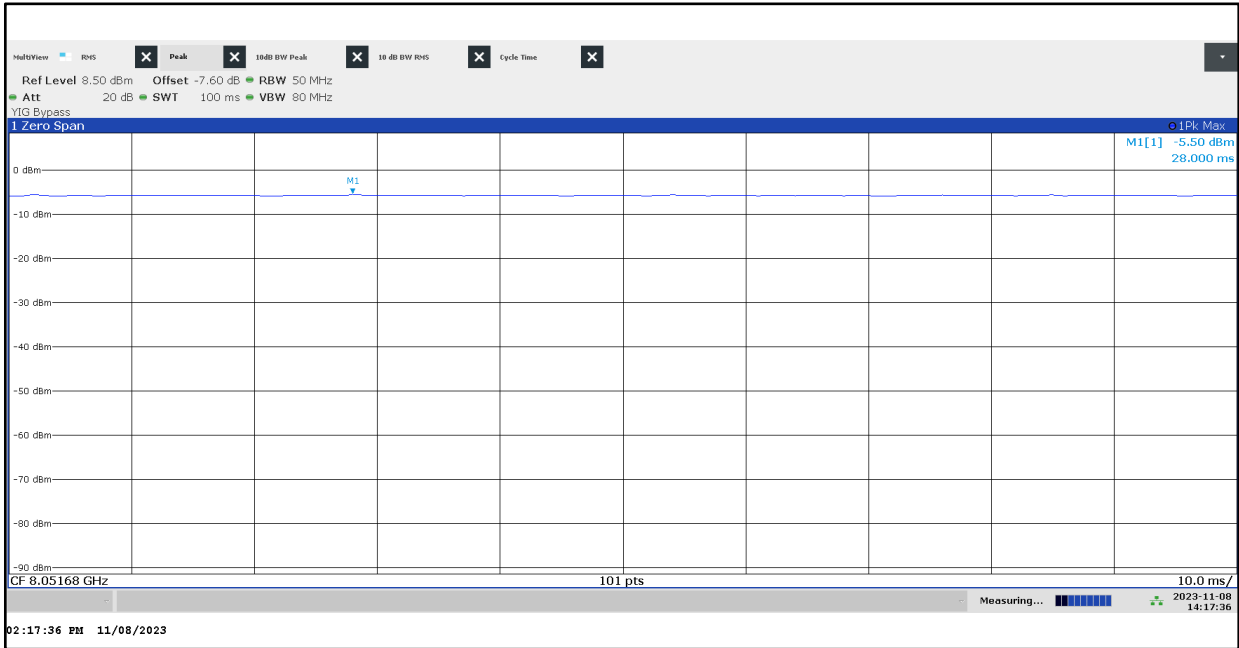 MultiView RMS X Peak X 10dB BW Peak X 10 dB BW RMS X Cycle Time X
Ref Level 8.50 dBm Offset -7.60 dB RBW 50 MHz
Att 20 dB SWT 100 ms VBW 80 MHz
YIG Bypass
1 Zero Span 1Pk Max
M1[1] -5.50 dBm
28.000 ms
0 dBm
M1
-10 dBm
-20 dBm
-30 dBm
-40 dBm
-50 dBm
-60 dBm
-70 dBm
-80 dBm
-90 dBm
CF 8.05168 GHz 101 pts 10.0 ms/
Measuring... 2023-11-08
14:17:36
02:17:36 PM 11/08/2023